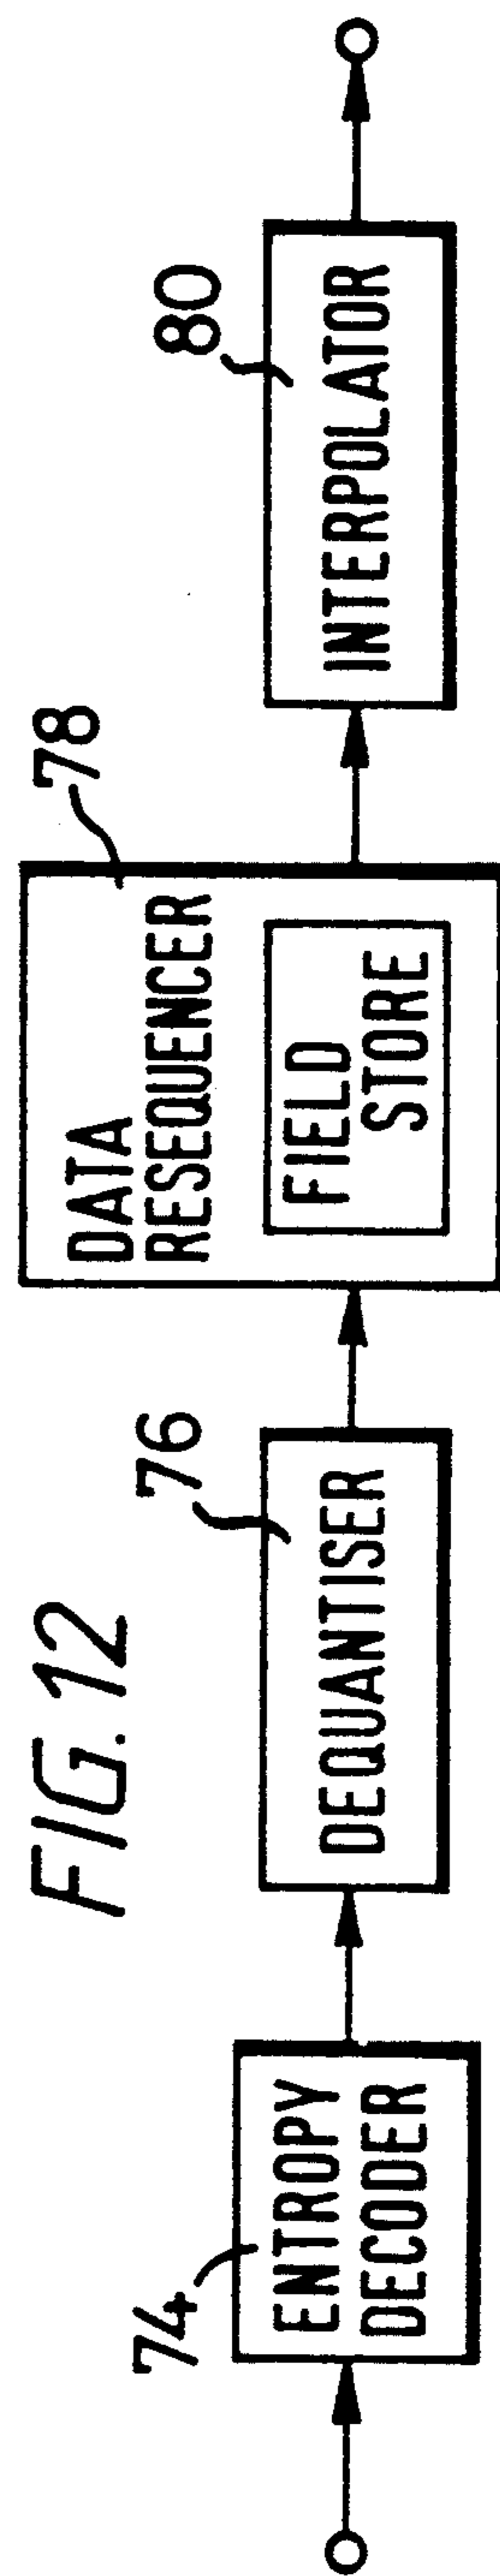 FIG. 12
74
ENTROPY
DECODER
76
DEQUANTISER
78
DATA
RESEQUENCER
FIELD
STORE
80
INTERPOLATOR